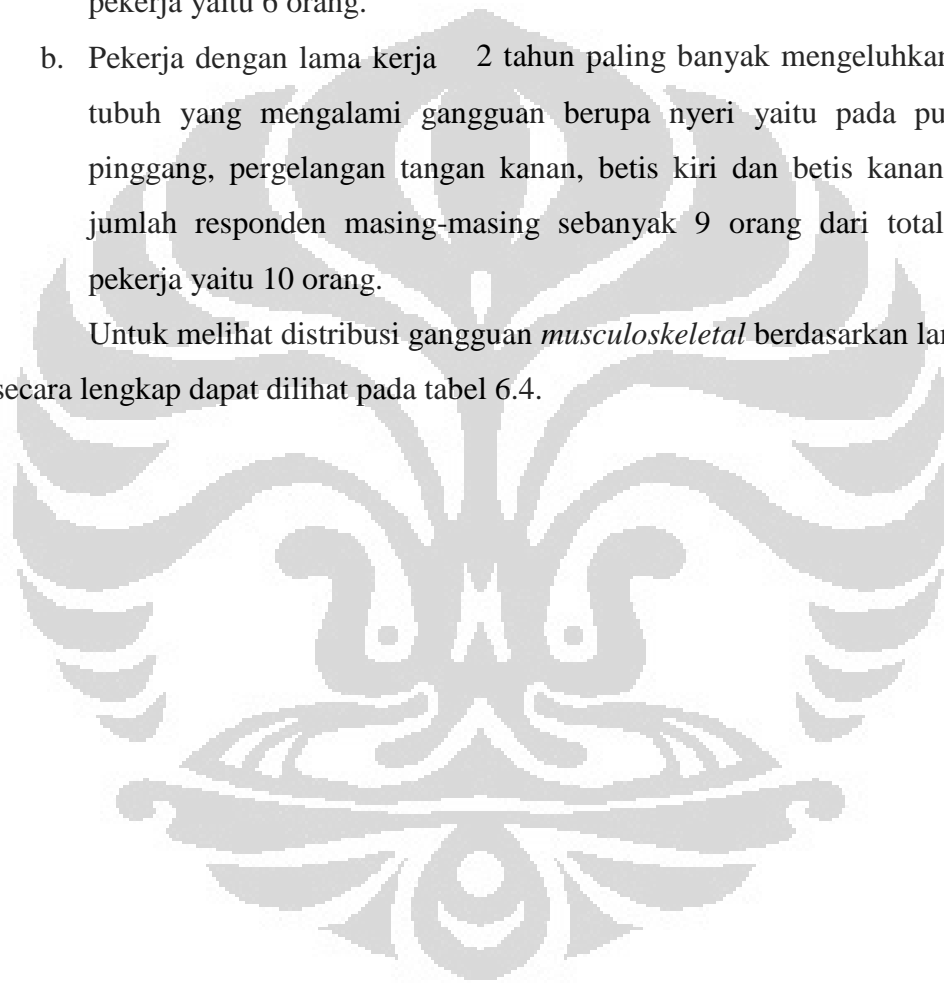 pekerja yaitu 6 orang.
b. Pekerja dengan lama kerja 2 tahun paling banyak mengeluhkan
tubuh yang mengalami gangguan berupa nyeri yaitu pada pu
pinggang, pergelangan tangan kanan, betis kiri dan betis kanan
jumlah responden masing-masing sebanyak 9 orang dari total
pekerja yaitu 10 orang.
Untuk melihat distribusi gangguan musculoskeletal berdasarkan lar
secara lengkap dapat dilihat pada tabel 6.4.